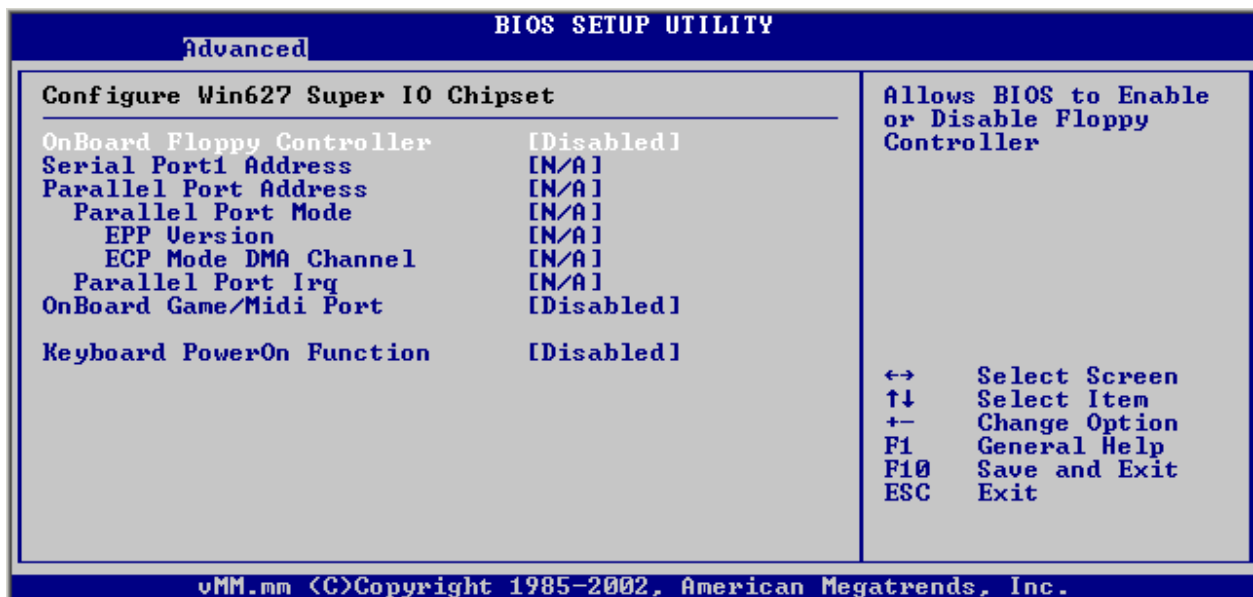 BIOS SETUP UTILITY
Advanced
Configure Win627 Super IO Chipset
OnBoard Floppy Controller [Disabled]
Serial Port1 Address [N/A]
Parallel Port Address [N/A]
Parallel Port Mode [N/A]
EPP Version [N/A]
ECP Mode DMA Channel [N/A]
Parallel Port Irq [N/A]
OnBoard Game/Midi Port [Disabled]
Keyboard PowerOn Function [Disabled]
Allows BIOS to Enable
or Disable Floppy
Controller
←→ Select Screen
↑↓ Select Item
+- Change Option
F1 General Help
F10 Save and Exit
ESC Exit
vMM.mm (C)Copyright 1985-2002, American Megatrends, Inc.